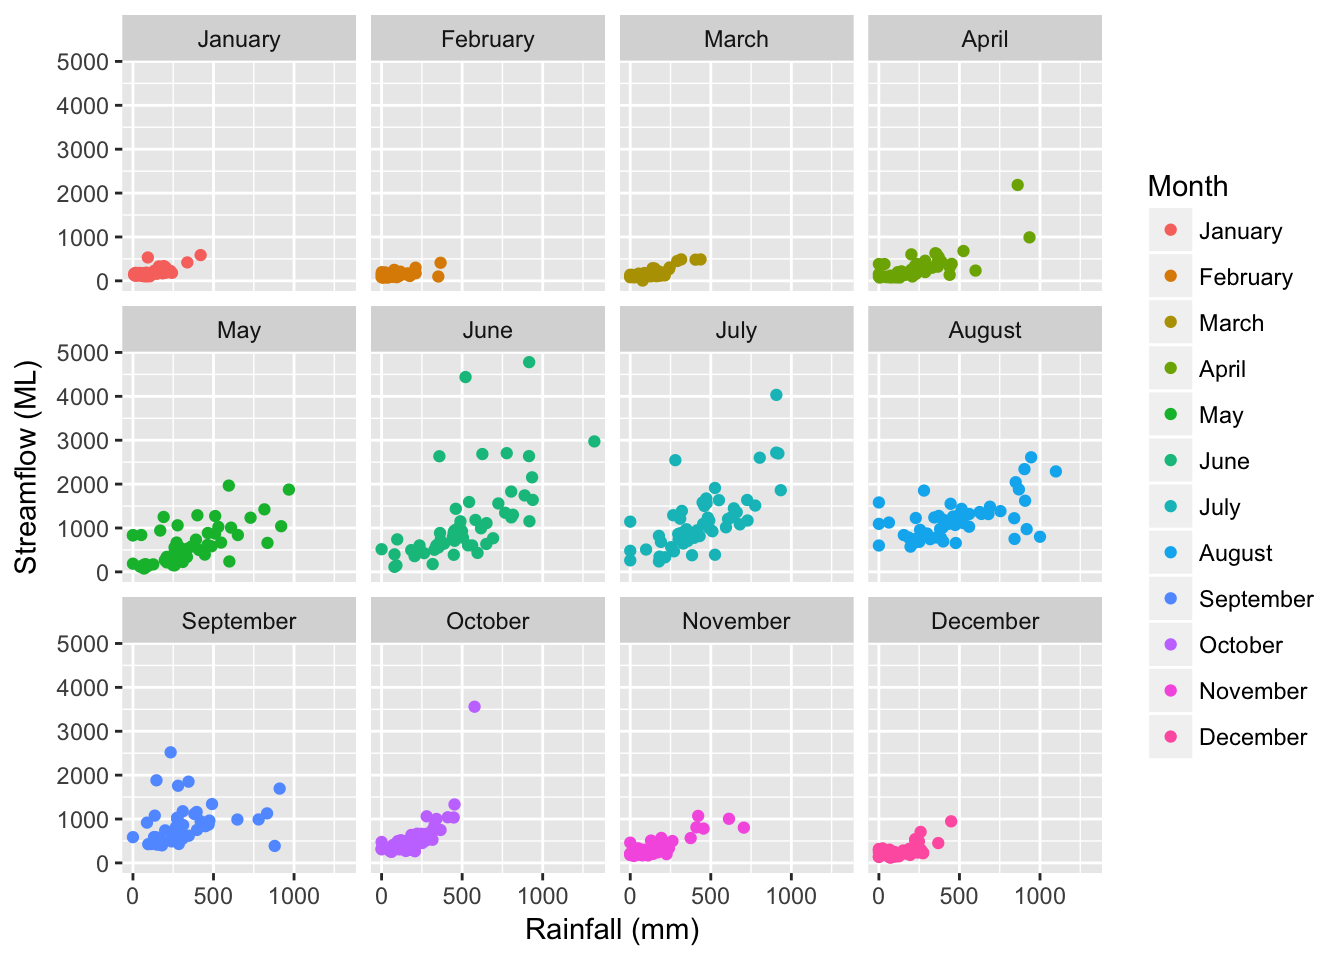 January February March April
5000
4000
3000
2000
1000
0
May June July August
5000
4000
3000
2000
1000
0
September October November December
5000
4000
3000
2000
1000
0
0 500 1000 0 500 1000 0 500 1000 0 500 1000
Rainfall (mm)
Streamflow (ML)
Month
January
February
March
April
May
June
July
August
September
October
November
December